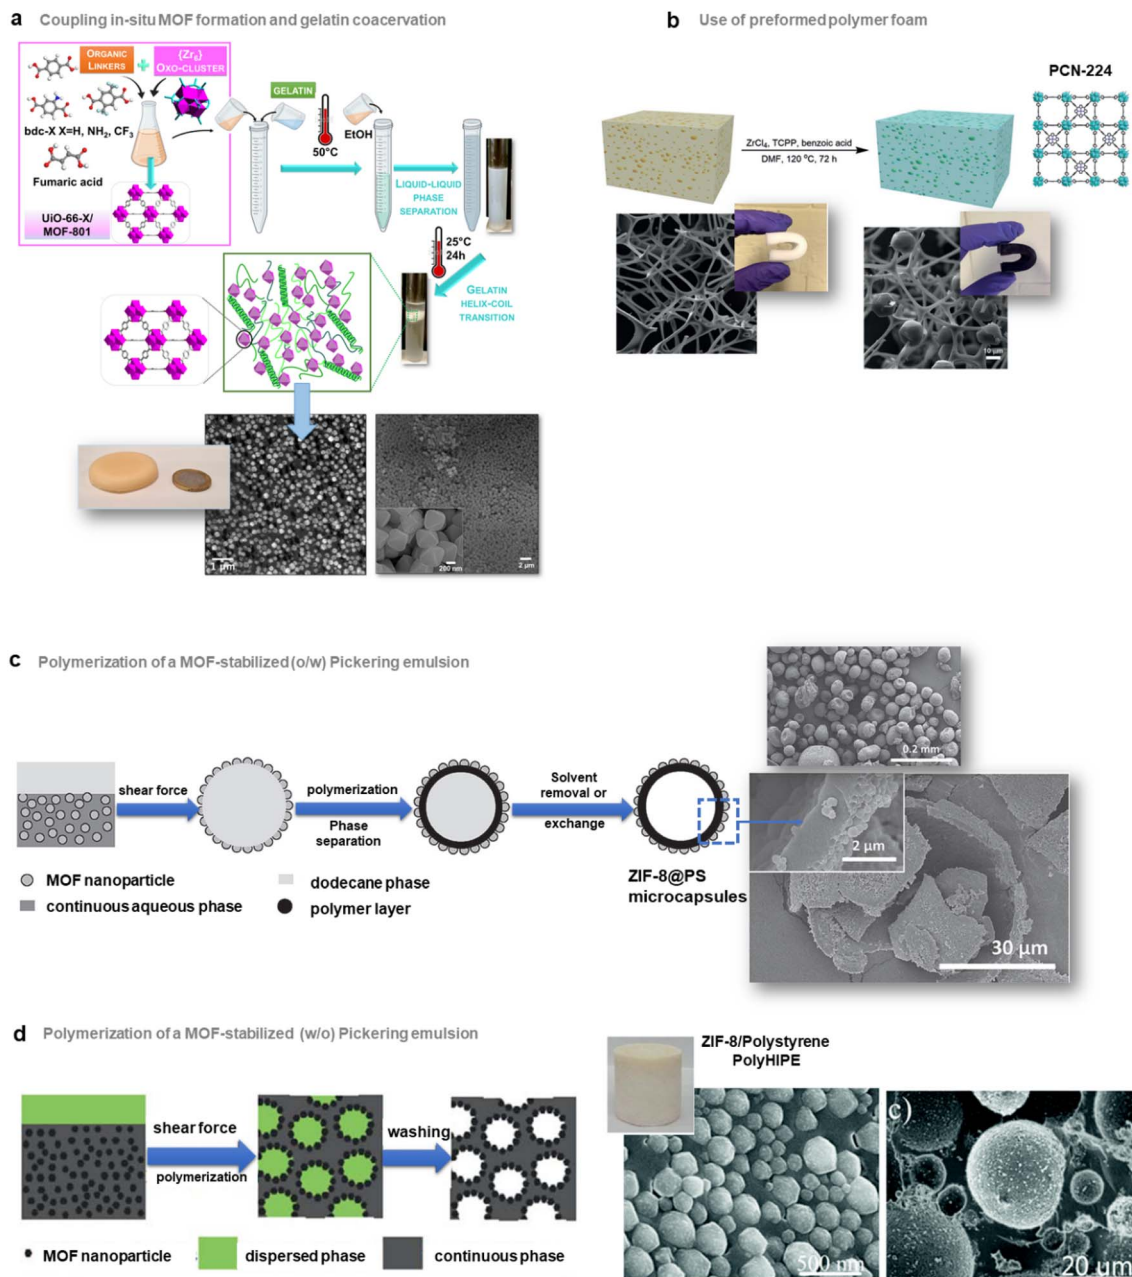 a Coupling in-situ MOF formation and gelatin coacervation
ORGANIC
LINKERS
+
{Zr6}
OXO-CLUSTER
bdc-X X=H, NH2, CF3
Fumaric acid
UiO-66-X/
MOF-801
GELATIN
50°C
EtOH
LIQUID-LIQUID
PHASE
SEPARATION
25°C
24h
GELATIN
HELIX-COIL
TRANSITION
1 µm
200 nm
2 µm
b Use of preformed polymer foam
PCN-224
ZrCl4, TCPP, benzoic acid
DMF, 120 °C, 72 h
10 µm
c Polymerization of a MOF-stabilized (o/w) Pickering emulsion
shear force
polymerization
Phase
separation
Solvent
removal or
exchange
ZIF-8@PS
microcapsules
MOF nanoparticle
continuous aqueous phase
dodecane phase
polymer layer
0.2 mm
2 µm
30 µm
d Polymerization of a MOF-stabilized (w/o) Pickering emulsion
shear force
polymerization
washing
MOF nanoparticle
dispersed phase
continuous phase
ZIF-8/Polystyrene
PolyHIPE
500 nm
c)
20 µm